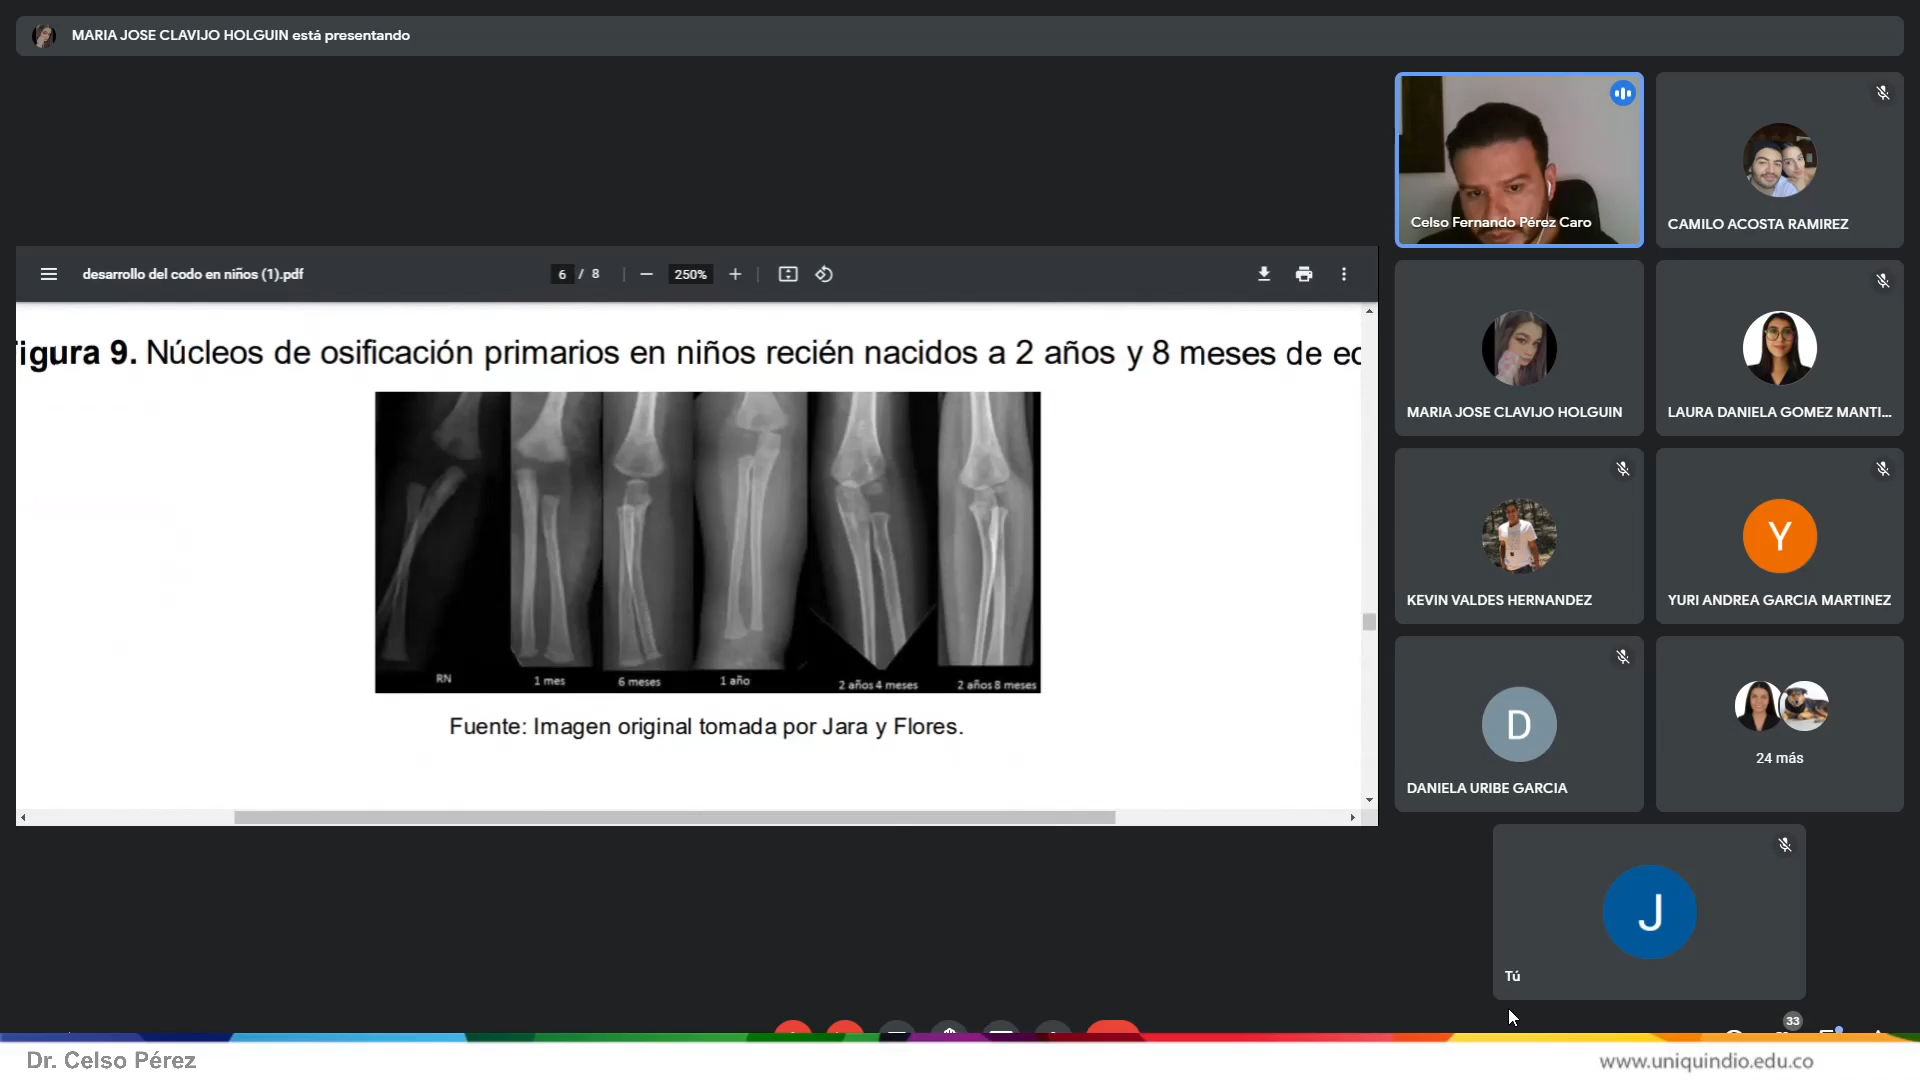 MARIA JOSE CLAVIJO HOLGUIN está presentando
Celso Fernando Pérez Caro
CAMILO ACOSTA RAMIREZ
desarrollo del codo en niños (1).pdf
6 / 8
250%
igura 9. Núcleos de osificación primarios en niños recién nacidos a 2 años y 8 meses de ed
RN
1 mes
6 meses
1 año
2 años 4 meses
2 años 8 meses
Fuente: Imagen original tomada por Jara y Flores.
MARIA JOSE CLAVIJO HOLGUIN
LAURA DANIELA GOMEZ MANTI...
KEVIN VALDES HERNANDEZ
Y
YURI ANDREA GARCIA MARTINEZ
D
DANIELA URIBE GARCIA
24 más
J
Tú
33
Dr. Celso Pérez
www.uniquindio.edu.co